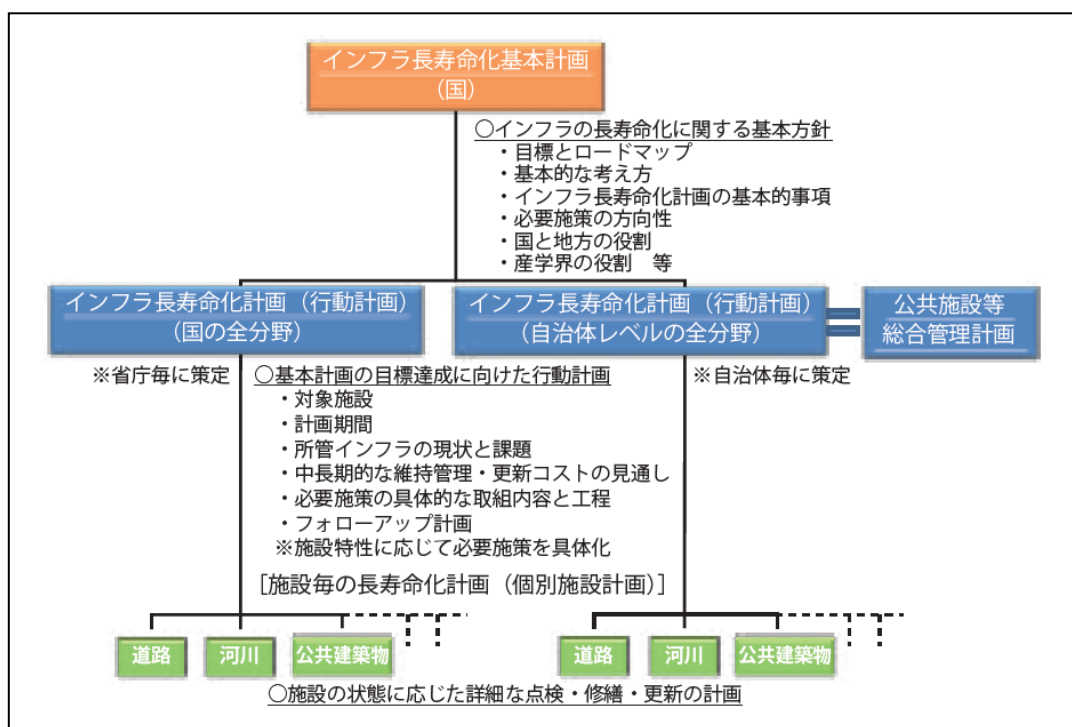 インフラ長寿命化基本計画
(国)
○インフラの長寿命化に関する基本方針
・目標とロードマップ
・基本的な考え方
・インフラ長寿命化計画の基本的事項
・必要施策の方向性
・国と地方の役割
・産学界の役割　等
インフラ長寿命化計画（行動計画）
(国の全分野)
インフラ長寿命化計画（行動計画）
(自治体レベルの全分野)
公共施設等
総合管理計画
※省庁毎に策定
○基本計画の目標達成に向けた行動計画
・対象施設
・計画期間
・所管インフラの現状と課題
・中長期的な維持管理・更新コストの見通し
・必要施策の具体的な取組内容と工程
・フォローアップ計画
※施設特性に応じて必要施策を具体化
※自治体毎に策定
［施設毎の長寿命化計画（個別施設計画）］
道路
河川
公共建築物
道路
河川
公共建築物
○施設の状態に応じた詳細な点検・修繕・更新の計画